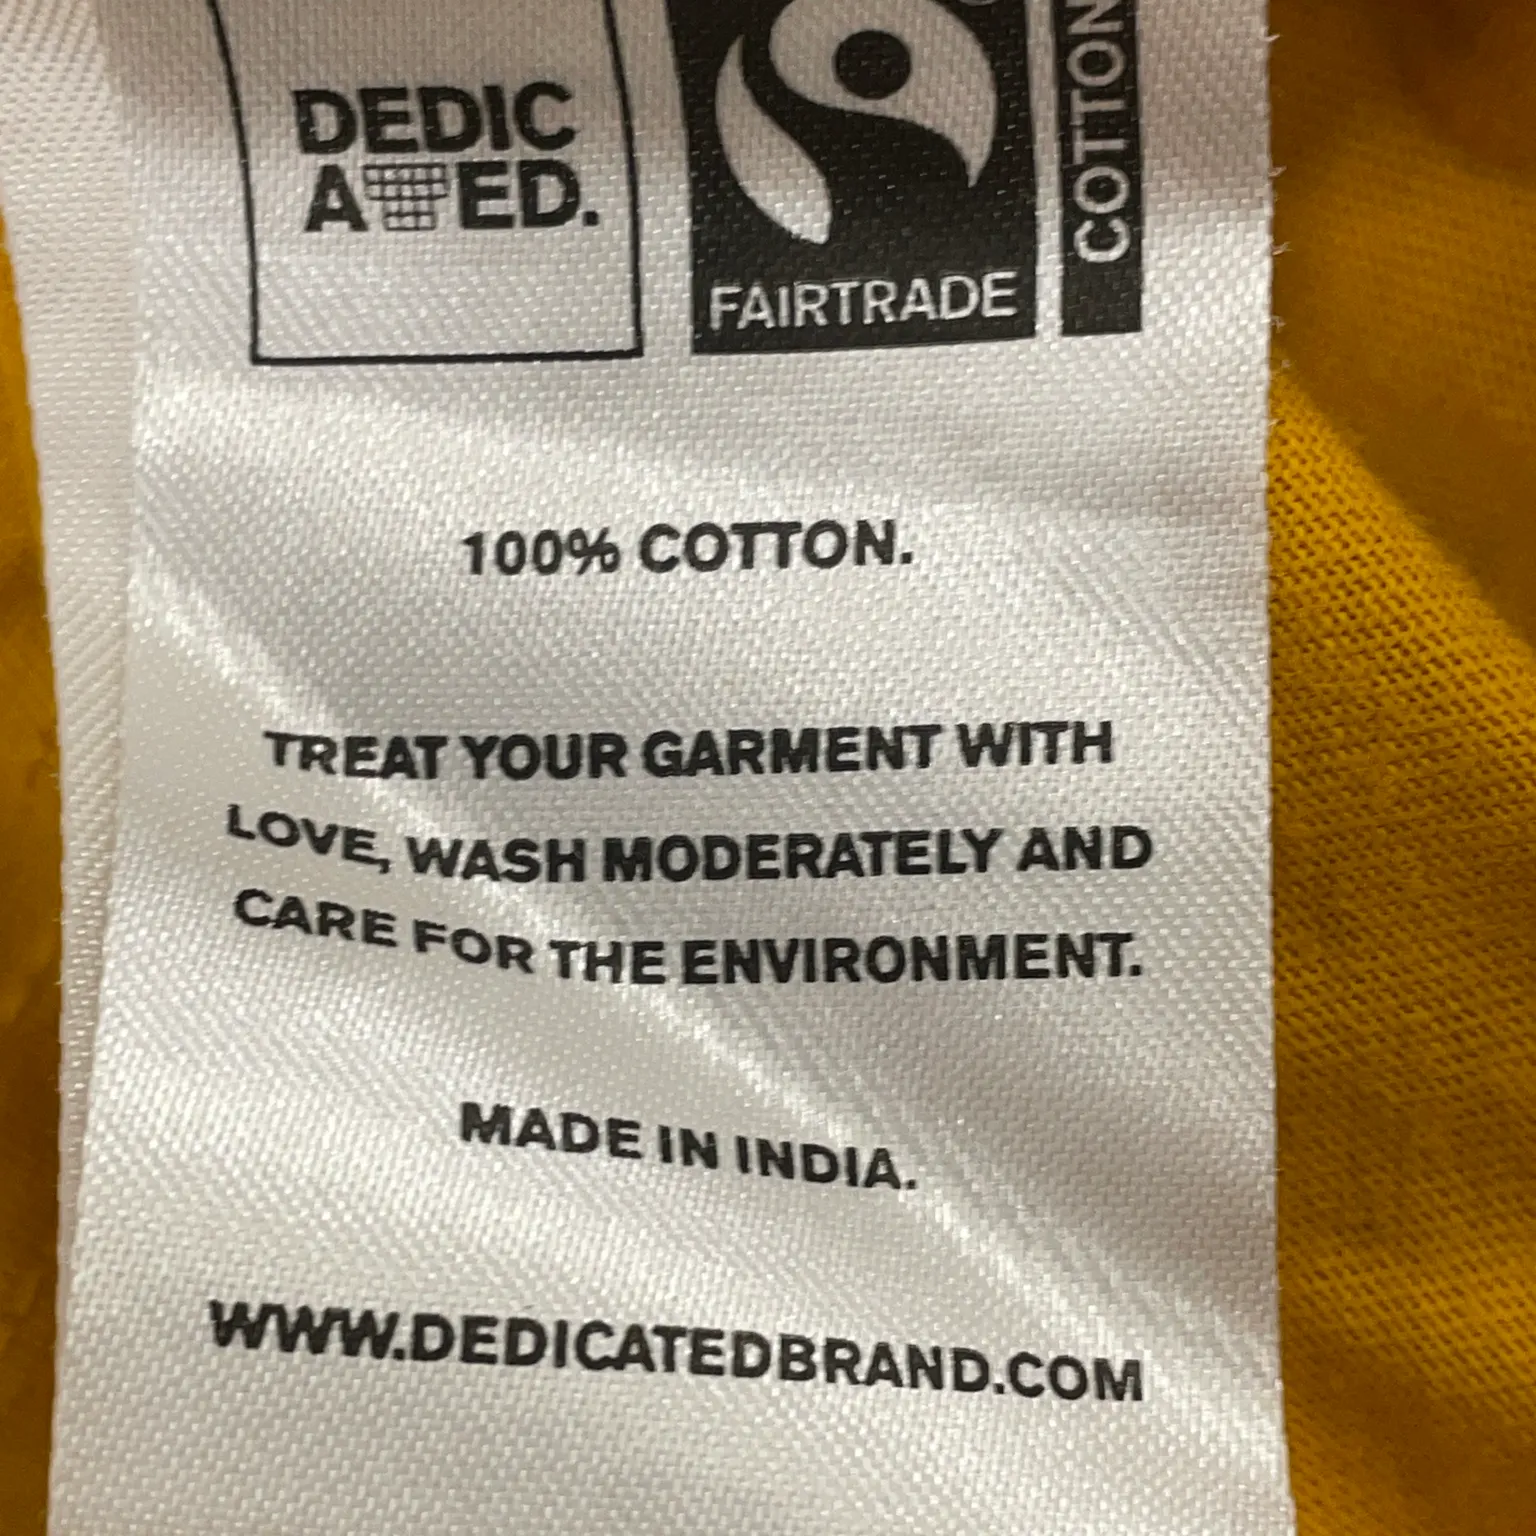 DEDIC
ATED.
FAIRTRADE
COTTON
100% COTTON.
TREAT YOUR GARMENT WITH
LOVE, WASH MODERATELY AND
CARE FOR THE ENVIRONMENT.
MADE IN INDIA.
WWW.DEDICATEDBRAND.COM